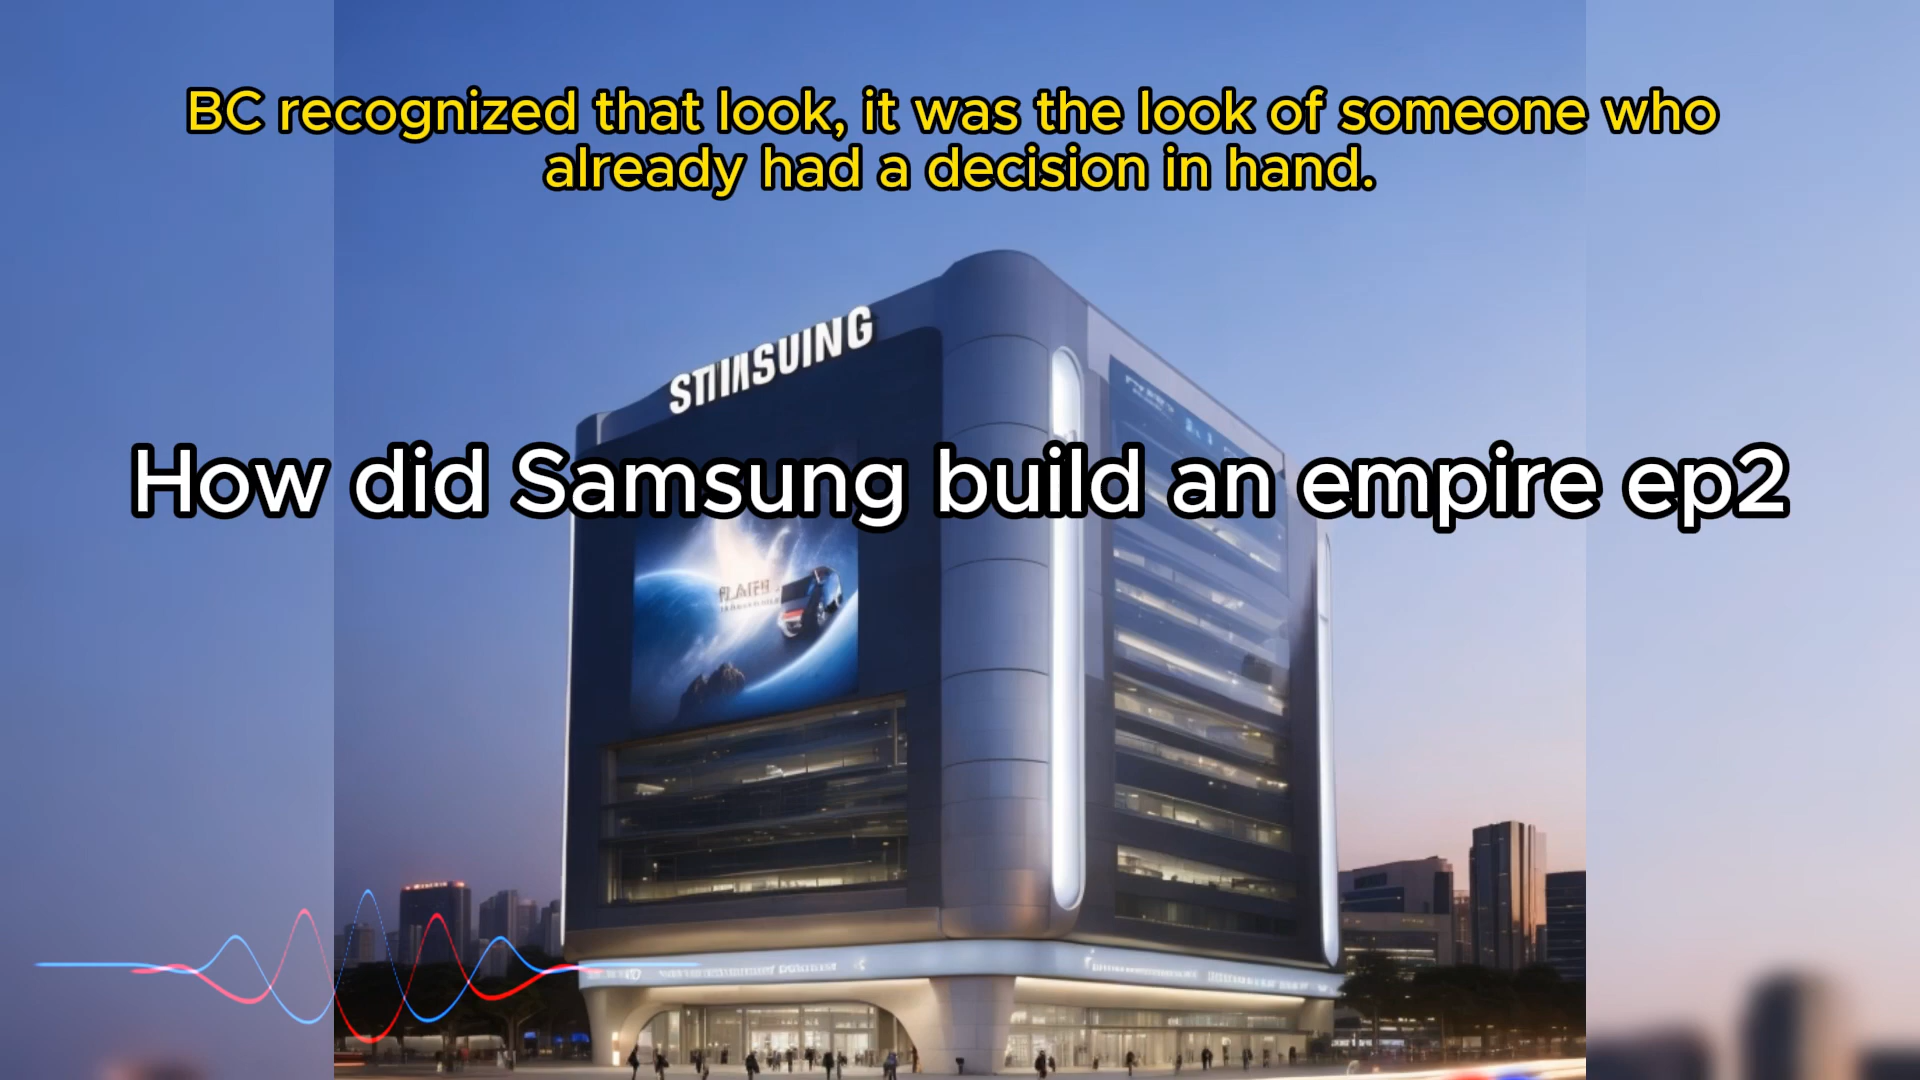 BC recognized that look, it was the look of someone who
already had a decision in hand.
STIMSUING
How did Samsung build an empire ep2